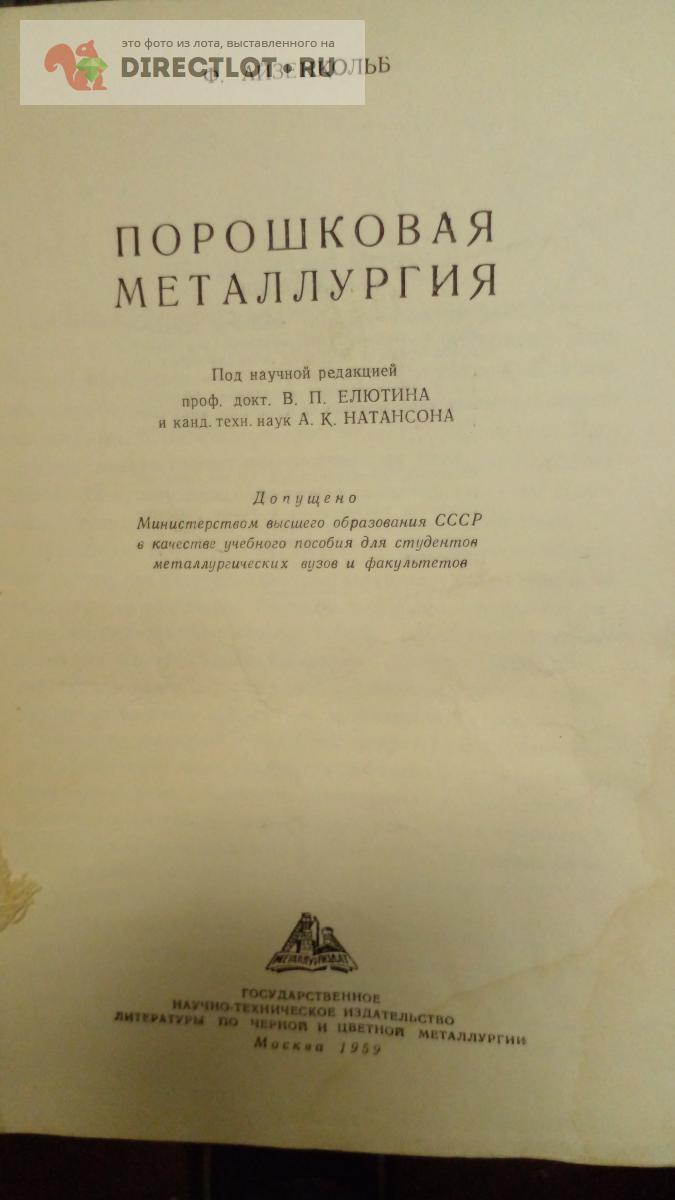 это фото из лота, выставленного на
DIRECTLOT.RU
Ф. АЙЗЕНКОЛЬБ
ПОРОШКОВАЯ
МЕТАЛЛУРГИЯ
Под научной редакцией
проф. докт. В. П. ЕЛЮТИНА
и канд. техн. наук А. К. НАТАНСОНА
Допущено
Министерством высшего образования СССР
в качестве учебного пособия для студентов
металлургических вузов и факультетов
МЕТАЛЛУРГИЗДАТ
ГОСУДАРСТВЕННОЕ
НАУЧНО-ТЕХНИЧЕСКОЕ ИЗДАТЕЛЬСТВО
ЛИТЕРАТУРЫ ПО ЧЕРНОЙ И ЦВЕТНОЙ МЕТАЛЛУРГИИ
Москва 1959